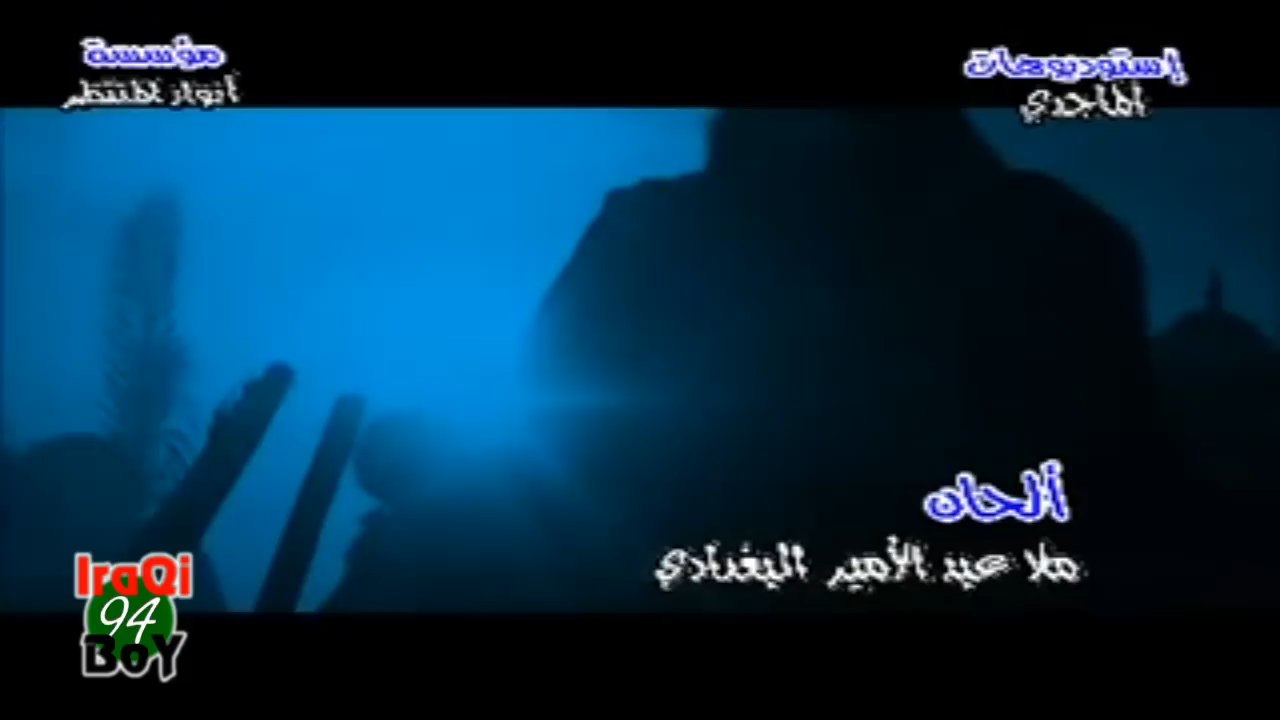 إستوديوهات
الماجدي
مؤسسة
أنوار المنتظر
ألحان
ملا عبد الأمير البغدادي
IraQi
94
BoY